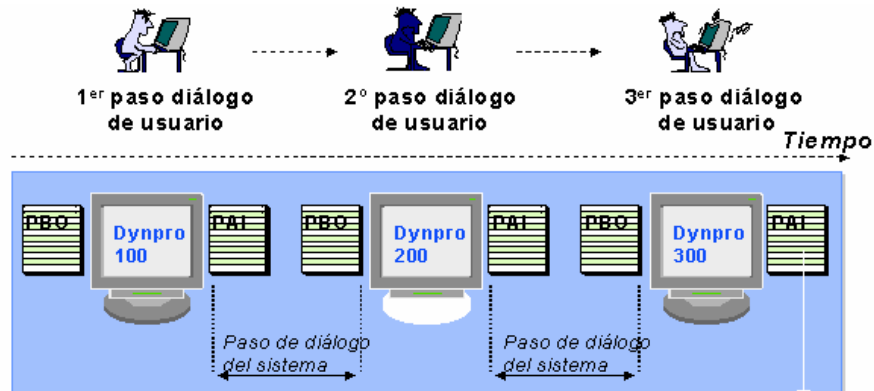 1er paso diálogo
de usuario
2º paso diálogo
de usuario
3er paso diálogo
de usuario
Tiempo
PBO
Dynpro
100
PAI
PBO
Dynpro
200
PAI
PBO
Dynpro
300
PAI
Paso de diálogo
del sistema
Paso de diálogo
del sistema